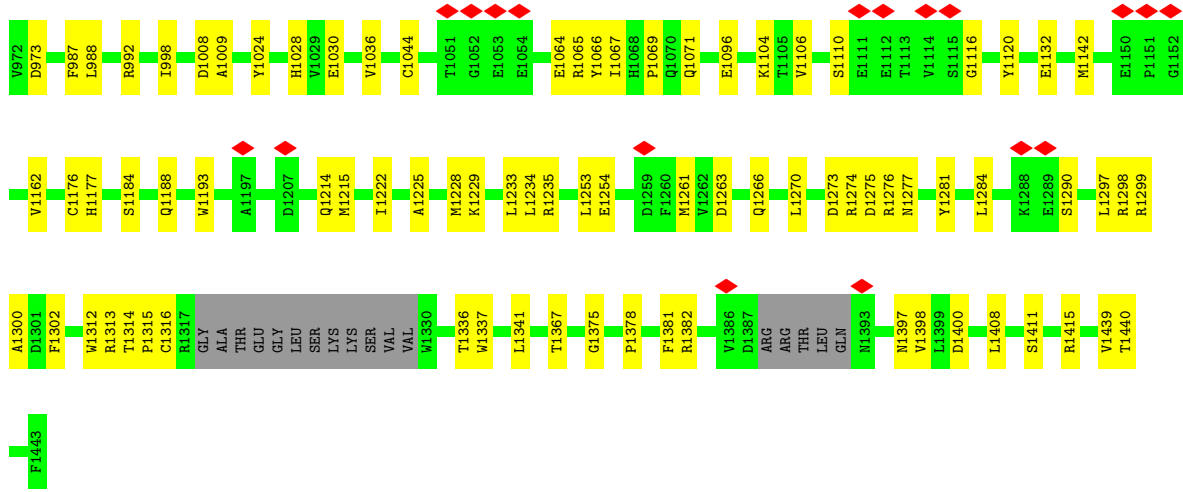 V972 D973 F987 L988 R992 I998 D1008 A1009 Y1024 H1028 V1029 E1030 V1036 C1044 T1051 G1052 E1053 E1054 E1064 R1065 Y1066 I1067 H1068 P1069 Q1070 Q1071 E1096 K1104 T1105 V1106 S1110 E1111 E1112 T1113 V1114 S1115 G1116 Y1120 E1132 M1142 E1150 P1151 G1152
V1162 C1176 H1177 S1184 Q1188 W1193 A1197 D1207 Q1214 M1215 I1222 A1225 M1228 K1229 L1233 L1234 R1235 L1253 E1254 D1259 F1260 M1261 V1262 D1263 Q1266 L1270 D1273 R1274 D1275 R1276 N1277 Y1281 L1284 K1288 E1289 S1290 L1297 R1298 R1299
A1300 D1301 F1302 W1312 R1313 T1314 P1315 C1316 R1317 GLY ALA THR GLU GLY LEU SER LYS LYS SER VAL VAL W1330 T1336 W1337 L1341 T1367 G1375 P1378 F1381 R1382 V1386 D1387 ARG ARG THR LEU GLN N1393 N1397 V1398 L1399 D1400 L1408 S1411 R1415 V1439 T1440
F1443